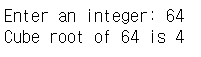 Enter an integer: 64
Cube root of 64 is 4